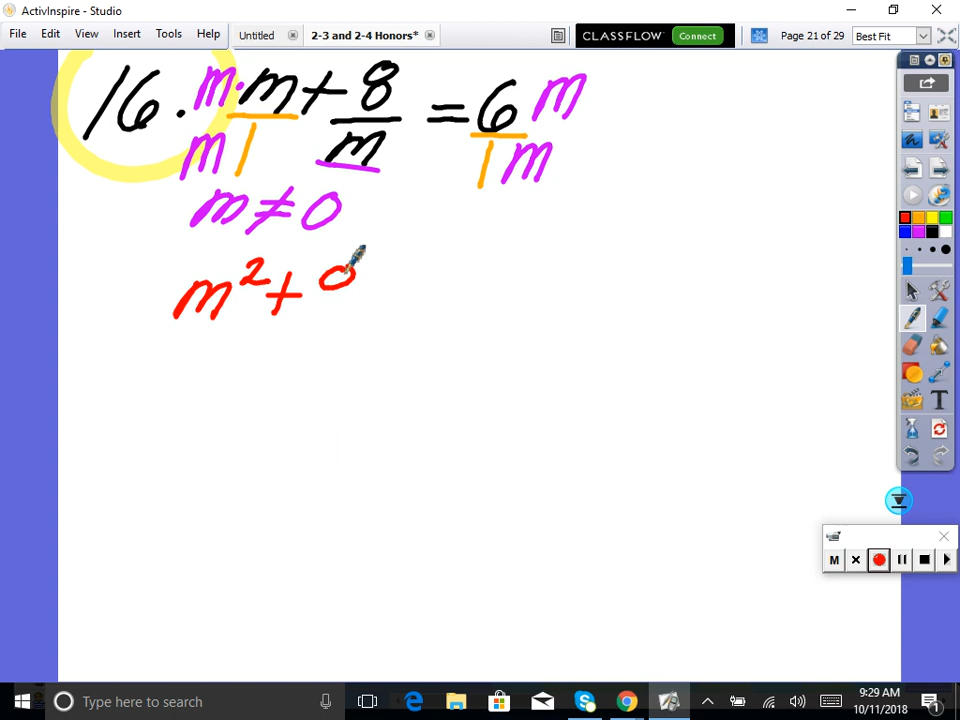 ActivInspire - Studio
File Edit View Insert Tools Help Untitled 2-3 and 2-4 Honors* CLASSFLOW Connect Page 21 of 29 Best Fit
16. m·m + 8 = 6 m
m 1 m 1 m
m ≠ 0
m² +
M
Type here to search
9:29 AM
10/11/2018
1